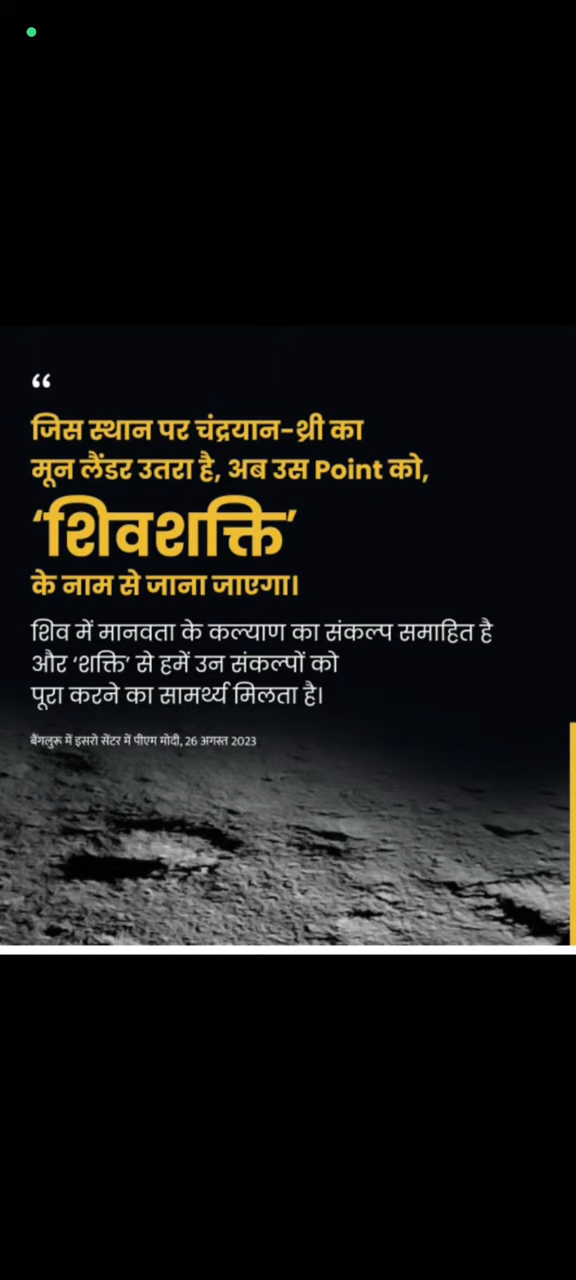 “
जिस स्थान पर चंद्रयान-थ्री का
मून लैंडर उतरा है, अब उस Point को,
‘शिवशक्ति’
के नाम से जाना जाएगा।
शिव में मानवता के कल्याण का संकल्प समाहित है
और ‘शक्ति’ से हमें उन संकल्पों को
पूरा करने का सामर्थ्य मिलता है।
बैंगलुरू में इसरो सेंटर में पीएम मोदी, 26 अगस्त 2023